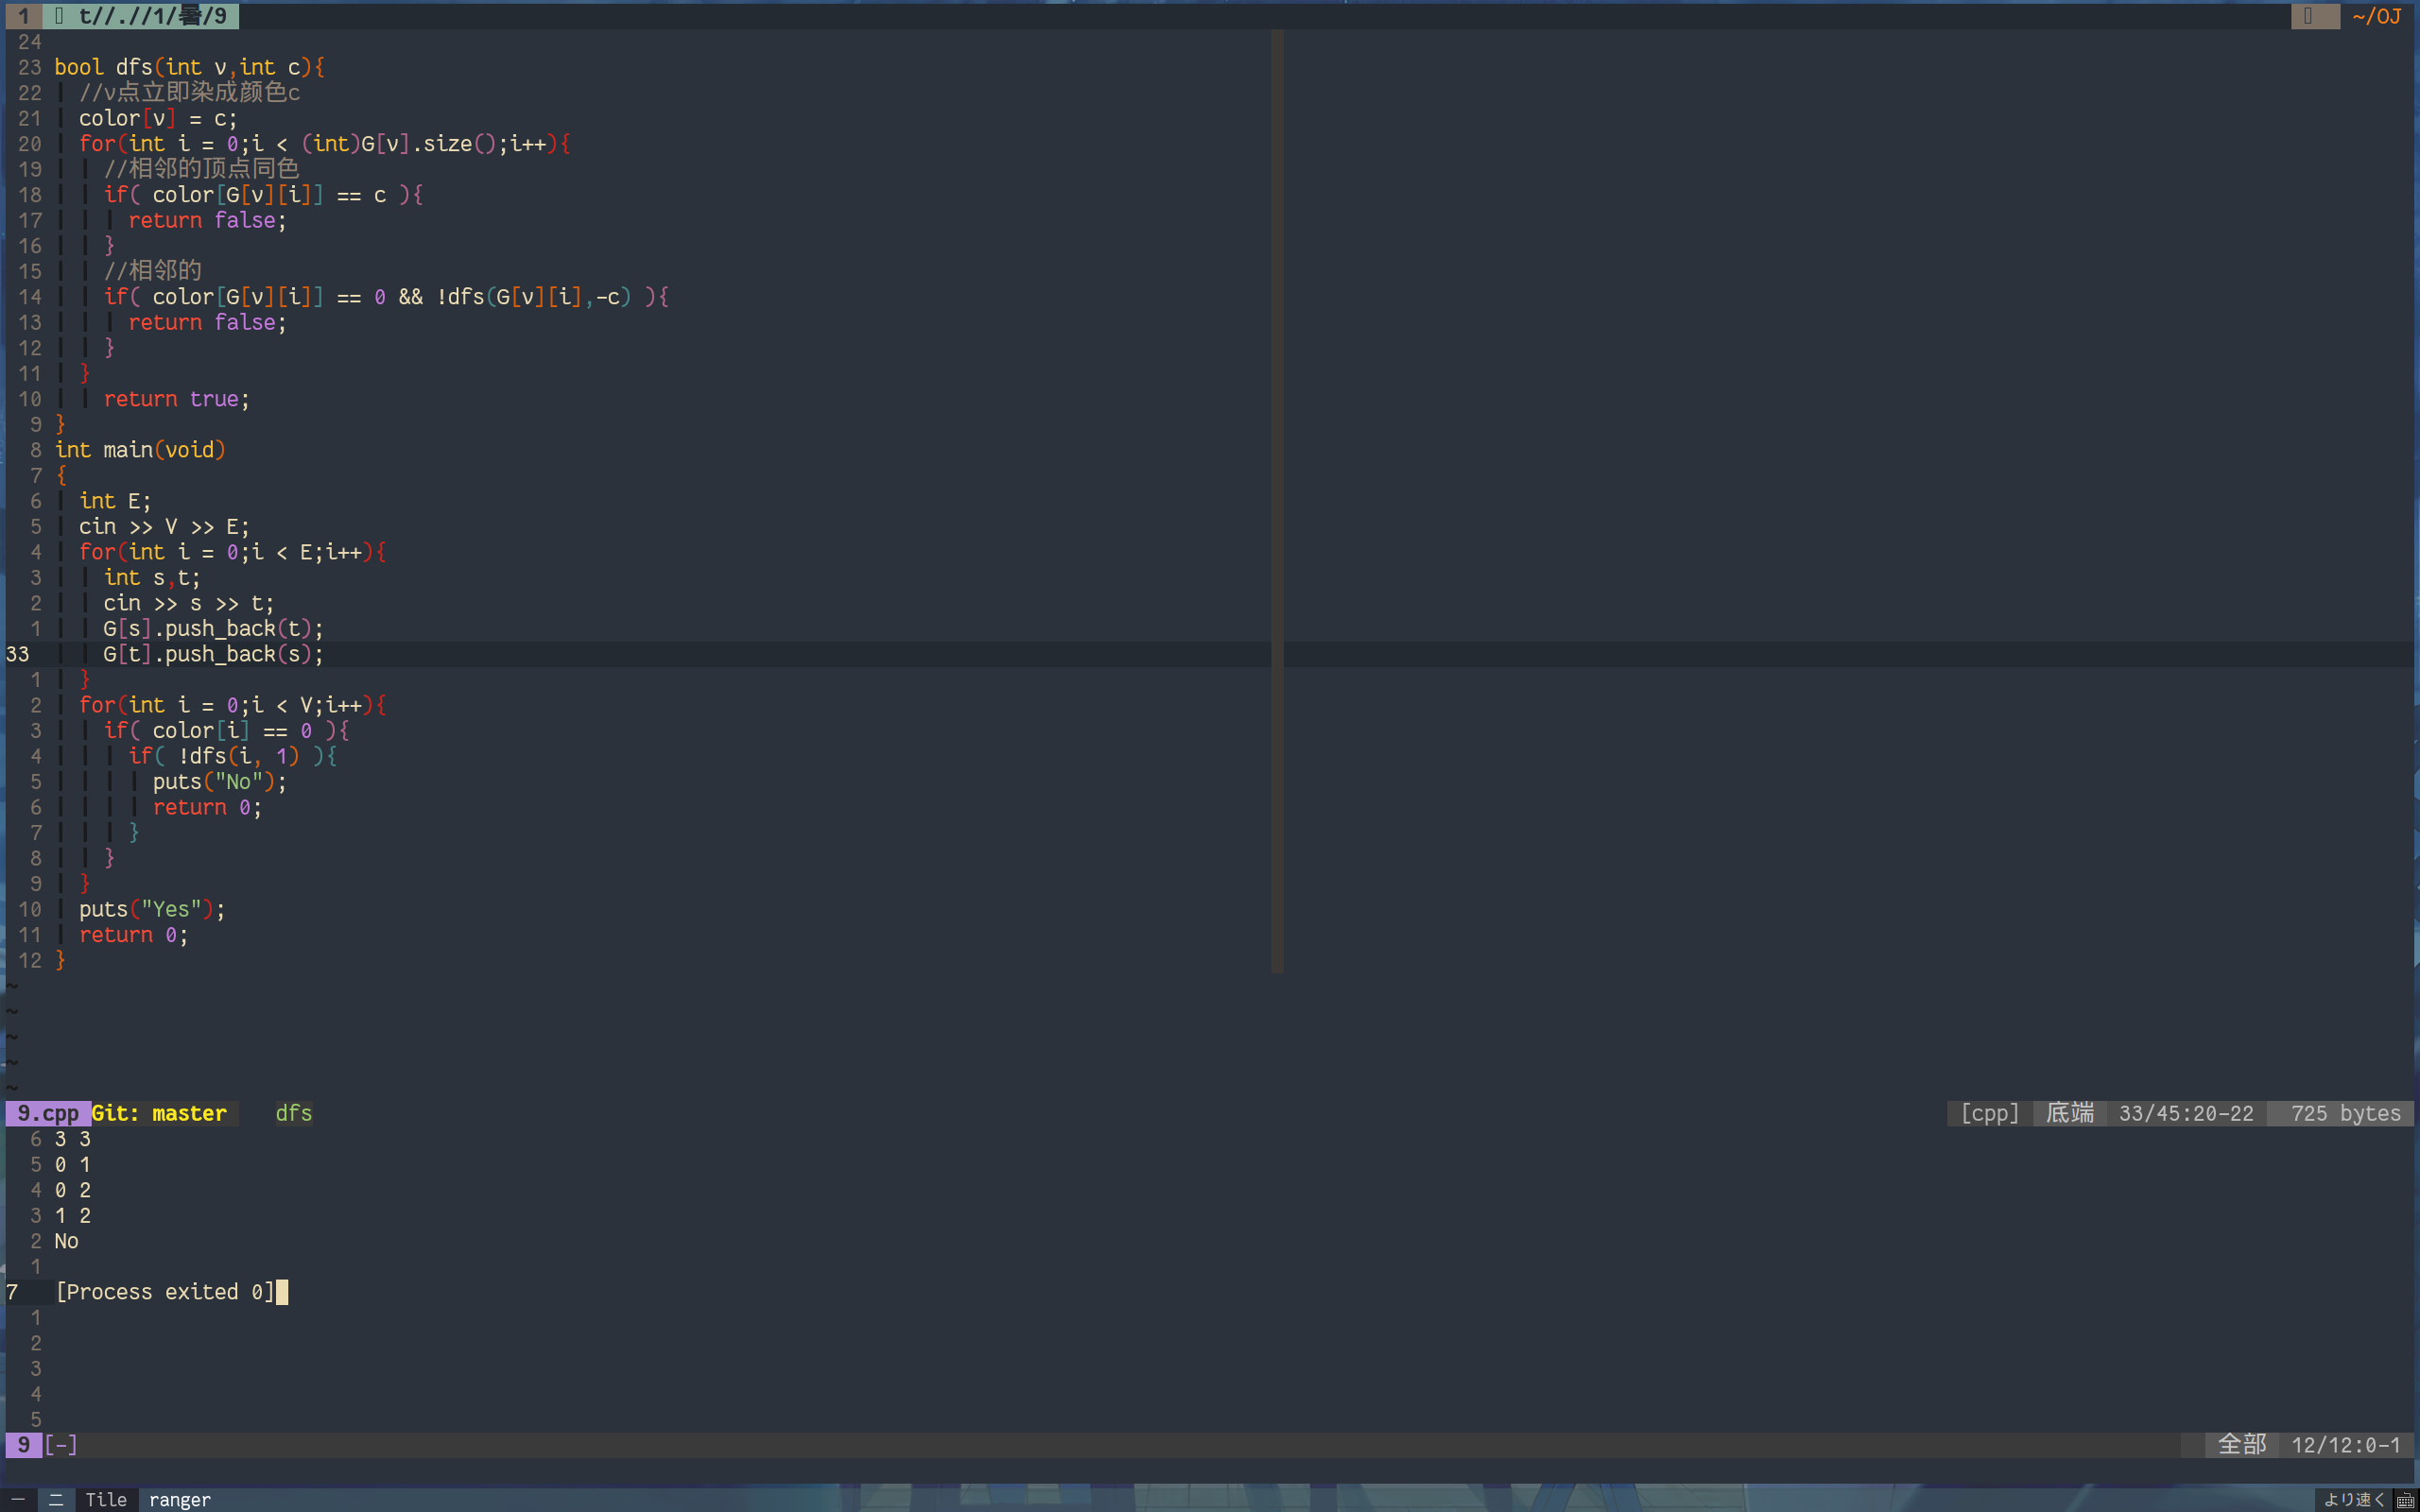 1  t//.//1/暑/9  ~/OJ
24
23 bool dfs(int v,int c){
22 //v点立即染成颜色c
21 color[v] = c;
20 for(int i = 0;i < (int)G[v].size();i++){
19 //相邻的顶点同色
18 if( color[G[v][i]] == c ){
17 return false;
16 }
15 //相邻的
14 if( color[G[v][i]] == 0 && !dfs(G[v][i],-c) ){
13 return false;
12 }
11 }
10 return true;
9 }
8 int main(void)
7 {
6 int E;
5 cin >> V >> E;
4 for(int i = 0;i < E;i++){
3 int s,t;
2 cin >> s >> t;
1 G[s].push_back(t);
33 G[t].push_back(s);
1 }
2 for(int i = 0;i < V;i++){
3 if( color[i] == 0 ){
4 if( !dfs(i, 1) ){
5 puts("No");
6 return 0;
7 }
8 }
9 }
10 puts("Yes");
11 return 0;
12 }
~
~
~
~
~
9.cpp Git: master dfs [cpp] 底端 33/45:20-22 725 bytes
6 3 3
5 0 1
4 0 2
3 1 2
2 No
1
7 [Process exited 0]
1
2
3
4
5
9 [-] 全部 12/12:0-1
一 二 Tile ranger より速く